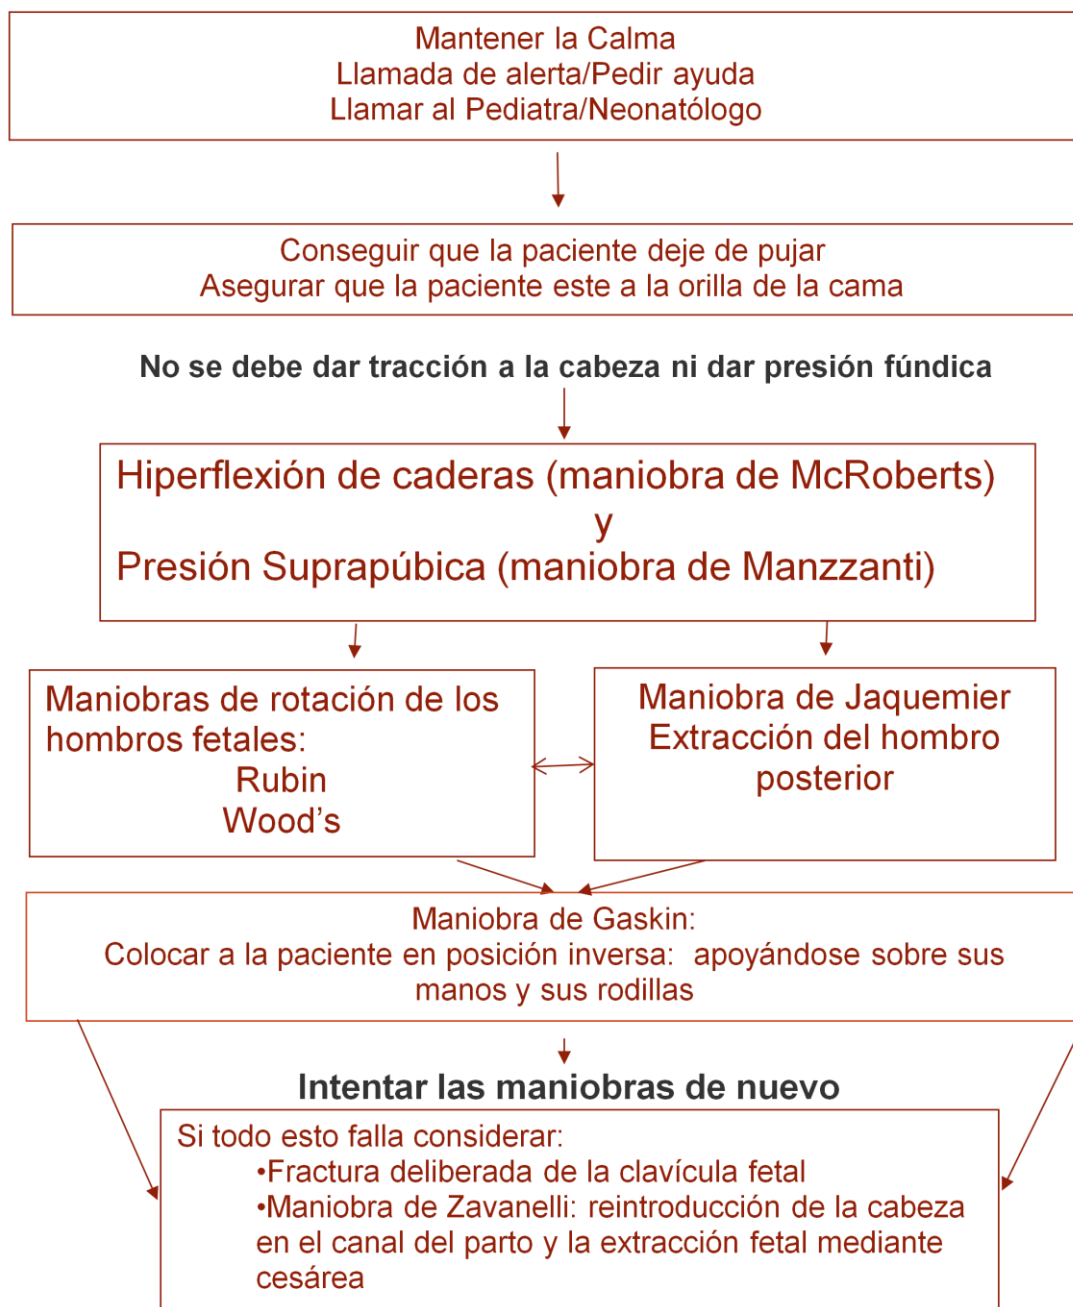 Mantener la Calma
Llamada de alerta/Pedir ayuda
Llamar al Pediatra/Neonatólogo
Conseguir que la paciente deje de pujar
Asegurar que la paciente este a la orilla de la cama
No se debe dar tracción a la cabeza ni dar presión fúndica
Hiperflexión de caderas (maniobra de McRoberts)
y
Presión Suprapúbica (maniobra de Manzzanti)
Maniobras de rotación de los
hombros fetales:
Rubin
Wood's
Maniobra de Jaquemier
Extracción del hombro
posterior
Maniobra de Gaskin:
Colocar a la paciente en posición inversa: apoyándose sobre sus
manos y sus rodillas
Intentar las maniobras de nuevo
Si todo esto falla considerar:
•Fractura deliberada de la clavícula fetal
•Maniobra de Zavanelli: reintroducción de la cabeza
en el canal del parto y la extracción fetal mediante
cesárea